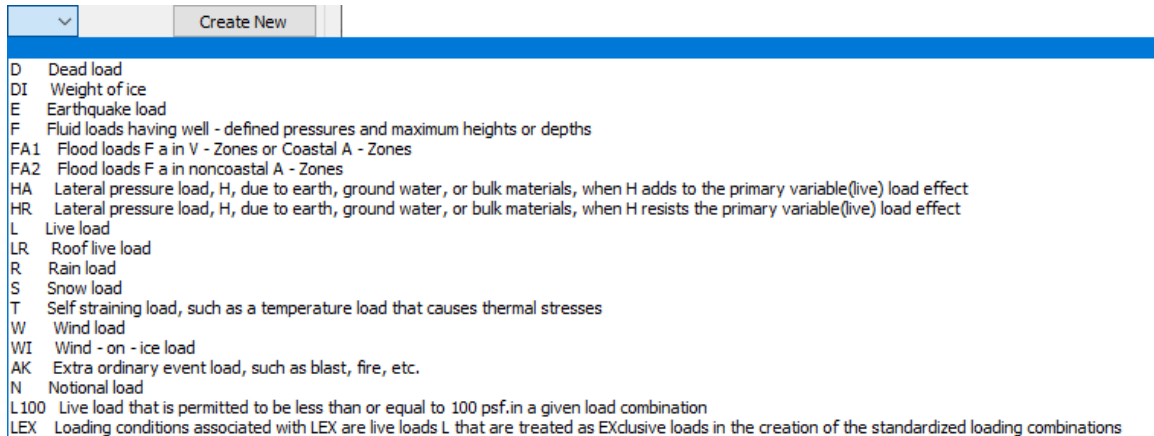 Create New
D Dead load
DI Weight of ice
E Earthquake load
F Fluid loads having well - defined pressures and maximum heights or depths
FA1 Flood loads F a in V - Zones or Coastal A - Zones
FA2 Flood loads F a in noncoastal A - Zones
HA Lateral pressure load, H, due to earth, ground water, or bulk materials, when H adds to the primary variable(live) load effect
HR Lateral pressure load, H, due to earth, ground water, or bulk materials, when H resists the primary variable(live) load effect
L Live load
LR Roof live load
R Rain load
S Snow load
T Self straining load, such as a temperature load that causes thermal stresses
W Wind load
WI Wind - on - ice load
AK Extra ordinary event load, such as blast, fire, etc.
N Notional load
L100 Live load that is permitted to be less than or equal to 100 psf.in a given load combination
LEX Loading conditions associated with LEX are live loads L that are treated as EXclusive loads in the creation of the standardized loading combinations